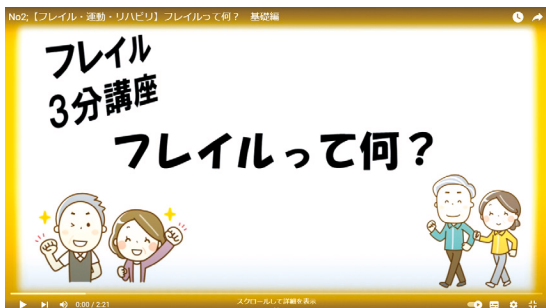 No2;【フレイル・運動・リハビリ】フレイルって何？　基礎編
フレイル
3分講座
フレイルって何？
0:00 / 2:21
スクロールして詳細を表示